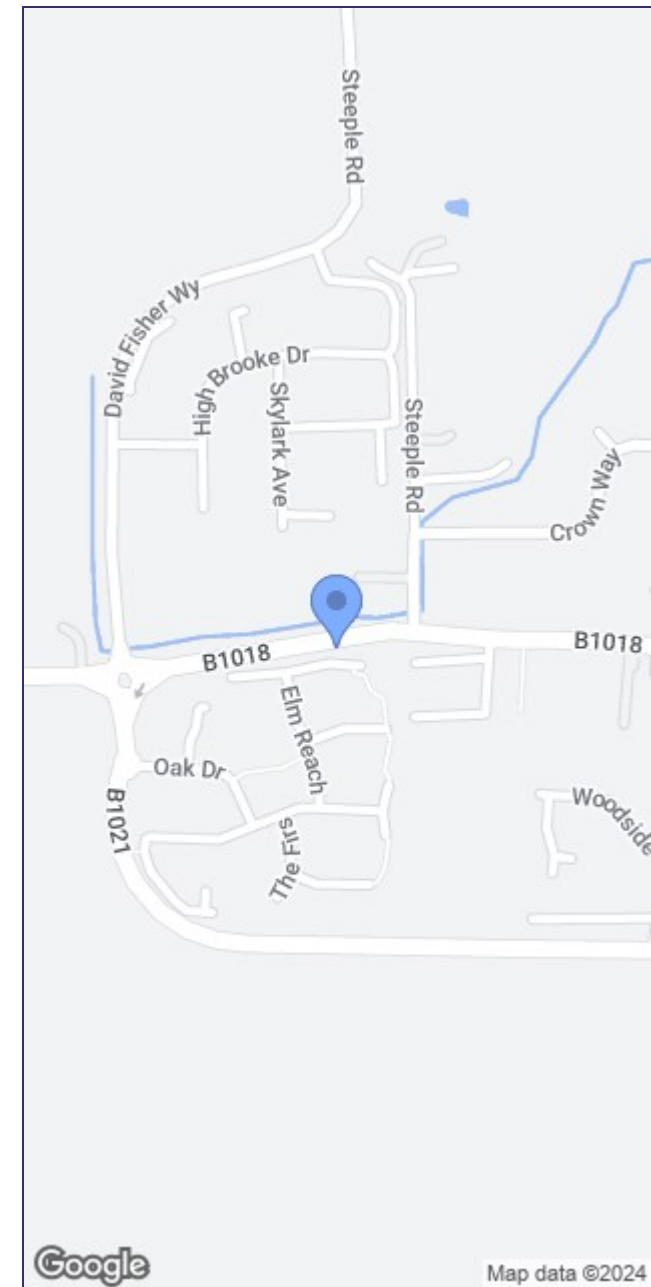 Steeple Rd
David Fisher Wy
High Brooke Dr
Skylark Ave
Steeple Rd
Crown Way
B1018
B1018
Elm Reach
Oak Dr
B1021
The Firs
Woodside
Google
Map data ©2024